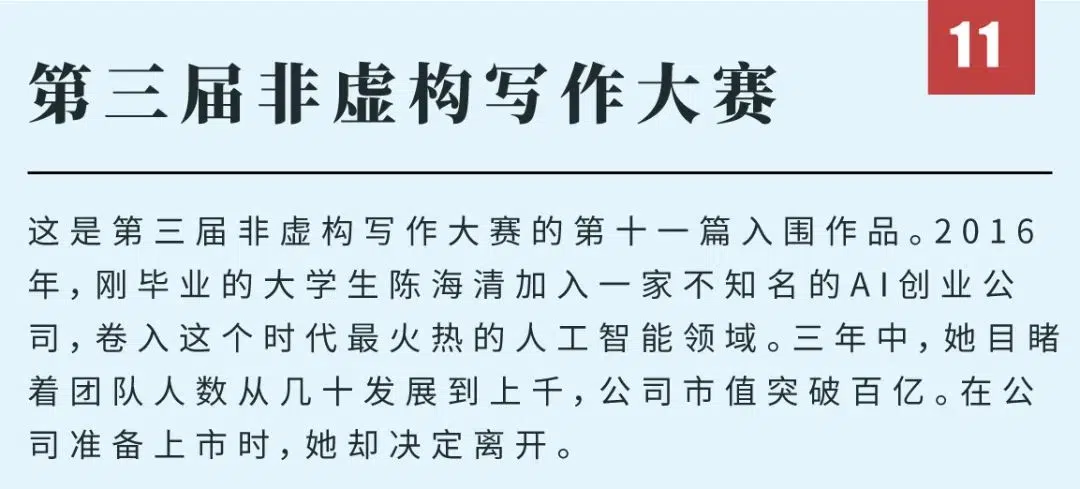 11
第三届非虚构写作大赛
这是第三届非虚构写作大赛的第十一篇入围作品。2016
年，刚毕业的大学生陈海清加入一家不知名的AI创业公
司，卷入这个时代最火热的人工智能领域。三年中，她目睹
着团队人数从几十发展到上千，公司市值突破百亿。在公
司准备上市时，她却决定离开。